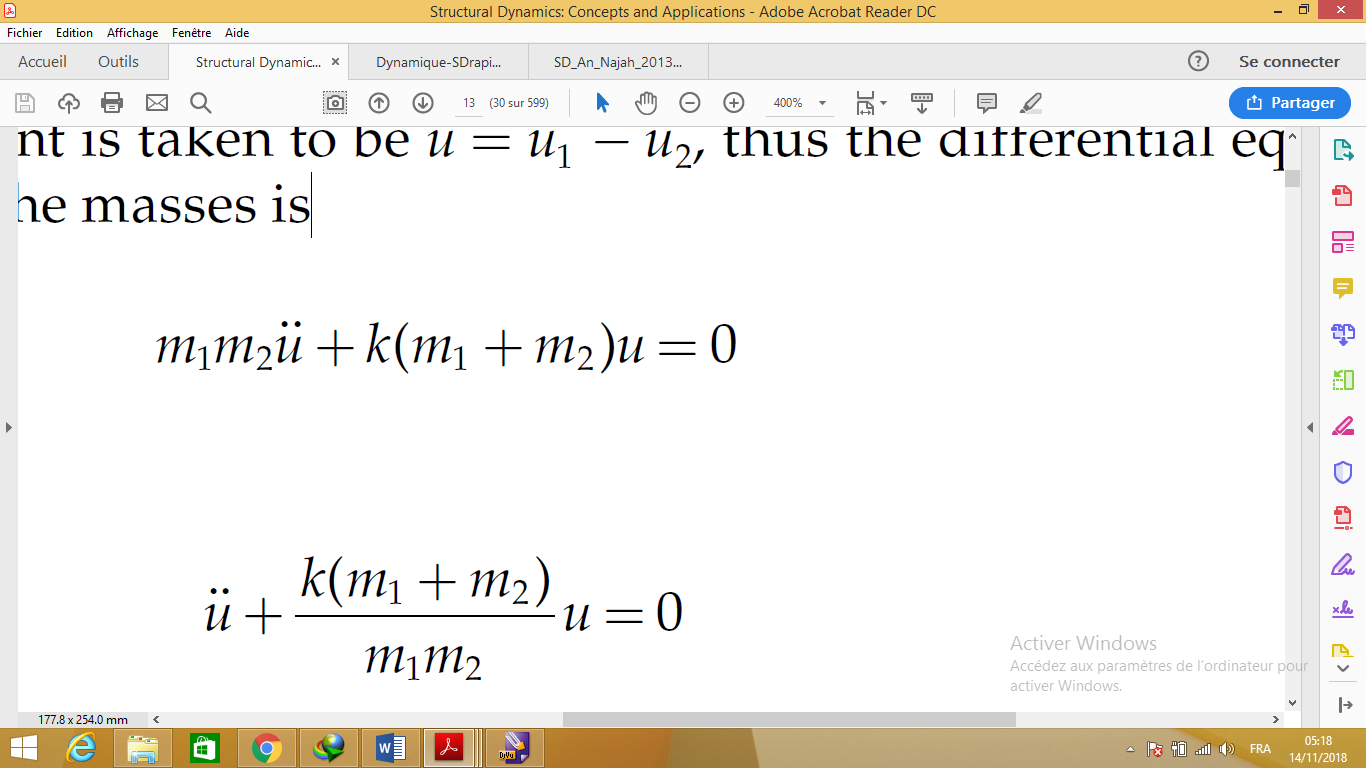 Structural Dynamics: Concepts and Applications - Adobe Acrobat Reader DC
Fichier Edition Affichage Fenêtre Aide
Accueil Outils Structural Dynamic... × Dynamique-SDrapi... SD_An_Najah_2013... Se connecter
13 (30 sur 599) 400% Partager
nt is taken to be u = u₁ − u₂, thus the differential eq
he masses is
m₁m₂ü + k(m₁ + m₂)u = 0
ü + k(m₁ + m₂)/m₁m₂ u = 0
Activer Windows
Accédez aux paramètres de l'ordinateur pour
activer Windows.
177.8 x 254.0 mm
FRA 05:18
14/11/2018